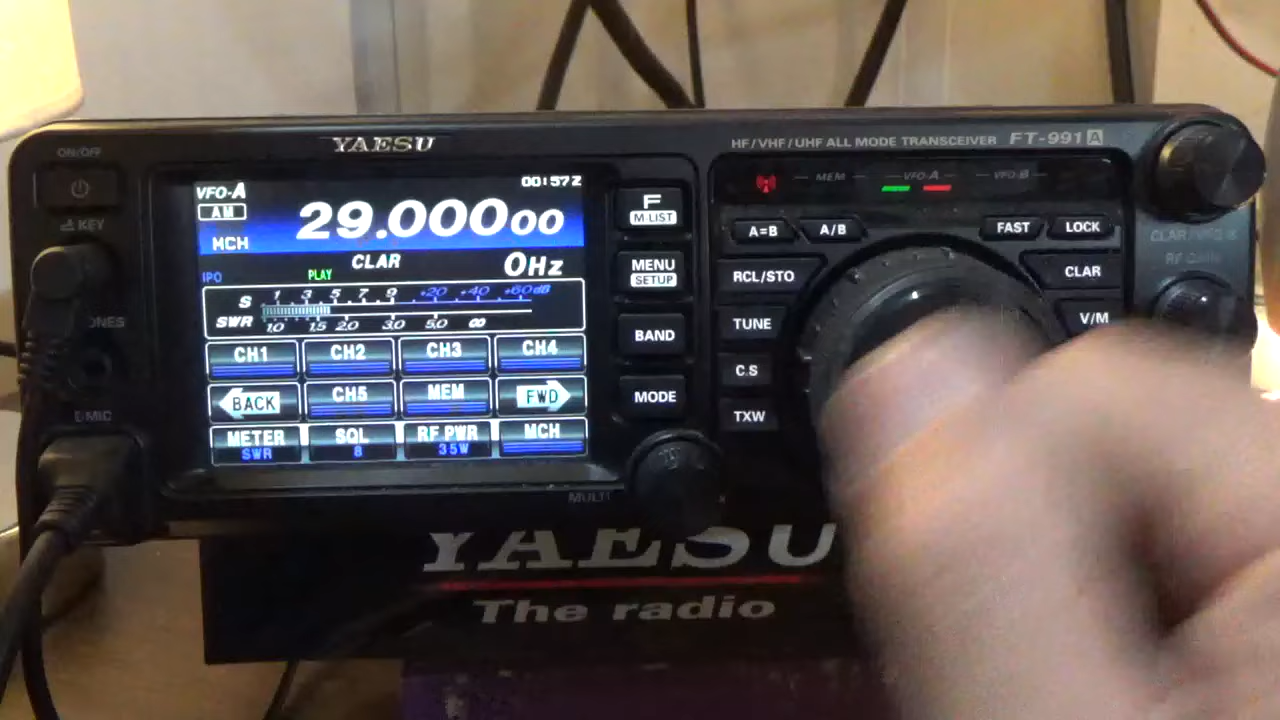 YAESU
HF/VHF/UHF ALL MODE TRANSCEIVER FT-991A
ON/OFF
KEY
VFO-A
00:57Z
AM
29.00000
MCH
CLAR
0Hz
IPO
PLAY
S 1 3 5 7 9 +20 +40 +60dB
SWR 1.0 1.5 2.0 3.0 5.0 ∞
CH1 CH2 CH3 CH4
BACK CH5 MEM FWD
METER SQL RF PWR MCH
SWR 8 35W
F
M-LIST
MENU
SETUP
BAND
MODE
MULTI
MEM VFO-A VFO-B
A=B A/B FAST LOCK
RCL/STO CLAR
TUNE V/M
C.S
TXW
RF GAIN
MIC
YAESU
The radio